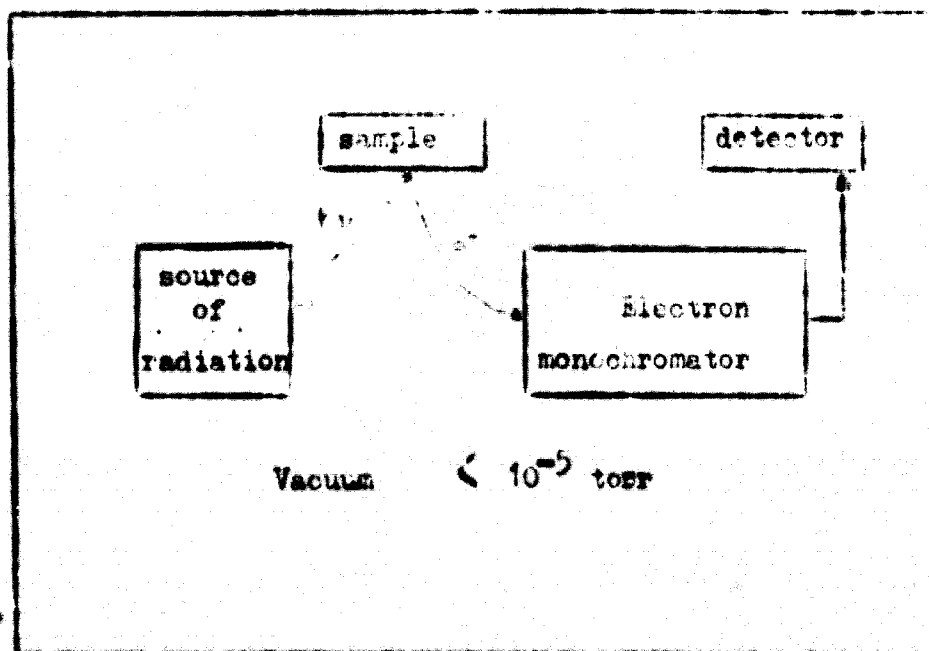 sample
detector
ν
e⁻
source
of
radiation
Electron
monochromator
Vacuum < 10⁻⁵ torr